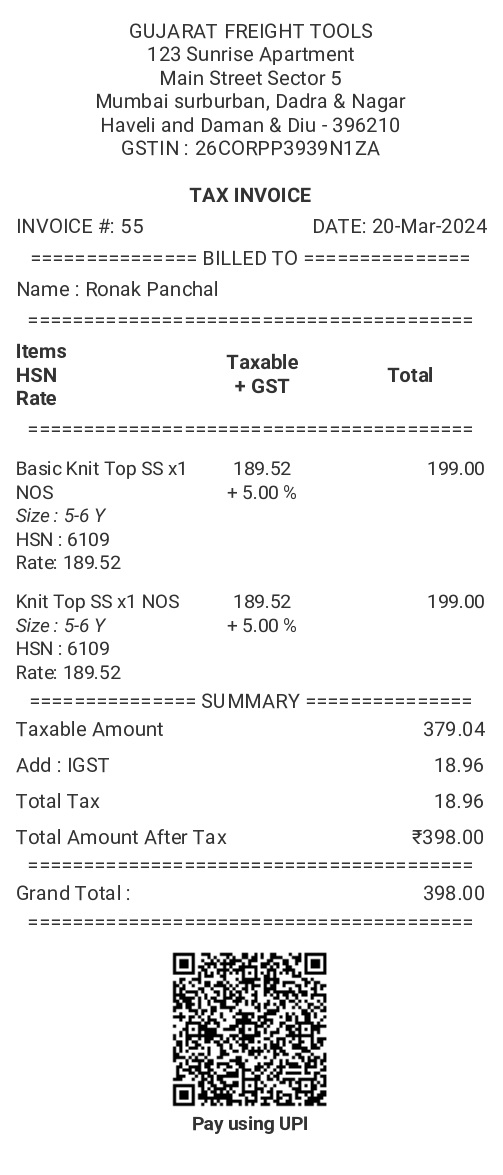 GUJARAT FREIGHT TOOLS
123 Sunrise Apartment
Main Street Sector 5
Mumbai surburban, Dadra & Nagar
Haveli and Daman & Diu - 396210
GSTIN : 26CORPP3939N1ZA
TAX INVOICE
INVOICE #: 55 DATE: 20-Mar-2024
=============== BILLED TO ===============
Name : Ronak Panchal
========================================
Items HSN Rate Taxable + GST Total
========================================
Basic Knit Top SS x1 189.52 199.00
NOS + 5.00 %
Size : 5-6 Y
HSN : 6109
Rate: 189.52
Knit Top SS x1 NOS 189.52 199.00
Size : 5-6 Y + 5.00 %
HSN : 6109
Rate: 189.52
=============== SUMMARY ===============
Taxable Amount 379.04
Add : IGST 18.96
Total Tax 18.96
Total Amount After Tax ₹398.00
========================================
Grand Total : 398.00
========================================
Pay using UPI